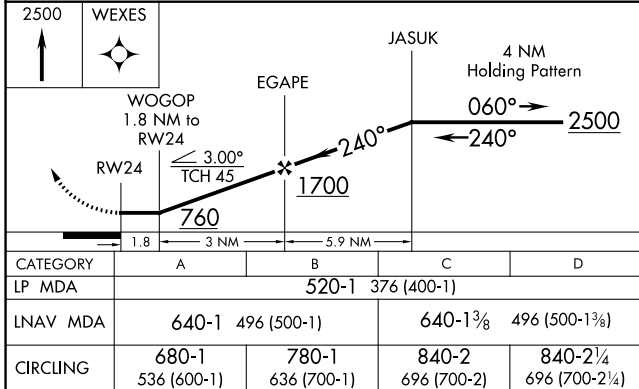 2500 WEXES
JASUK
4 NM
Holding Pattern
EGAPE
WOGOP
1.8 NM to
RW24
060°
240°
2500
240°
RW24
3.00°
TCH 45
1700
760
1.8 3 NM 5.9 NM
CATEGORY A B C D
LP MDA 520-1 376 (400-1)
LNAV MDA 640-1 496 (500-1) 640-1⅜ 496 (500-1⅜)
CIRCLING 680-1 780-1 840-2 840-2¼
536 (600-1) 636 (700-1) 696 (700-2) 696 (700-2¼)